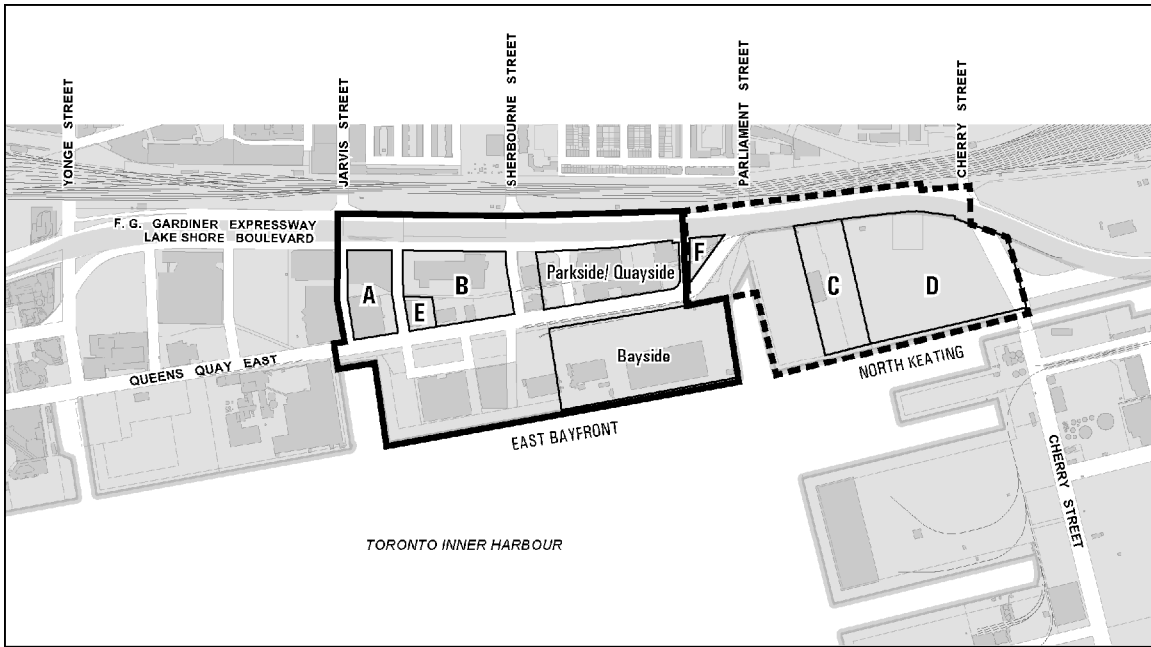 YONGE STREET
JARVIS STREET
SHERBOURNE STREET
PARLIAMENT STREET
CHERRY STREET
F. G. GARDINER EXPRESSWAY
LAKE SHORE BOULEVARD
A
B
E
Parkside/ Quayside
F
C
D
Bayside
QUEENS QUAY EAST
NORTH KEATING
EAST BAYFRONT
CHERRY STREET
TORONTO INNER HARBOUR